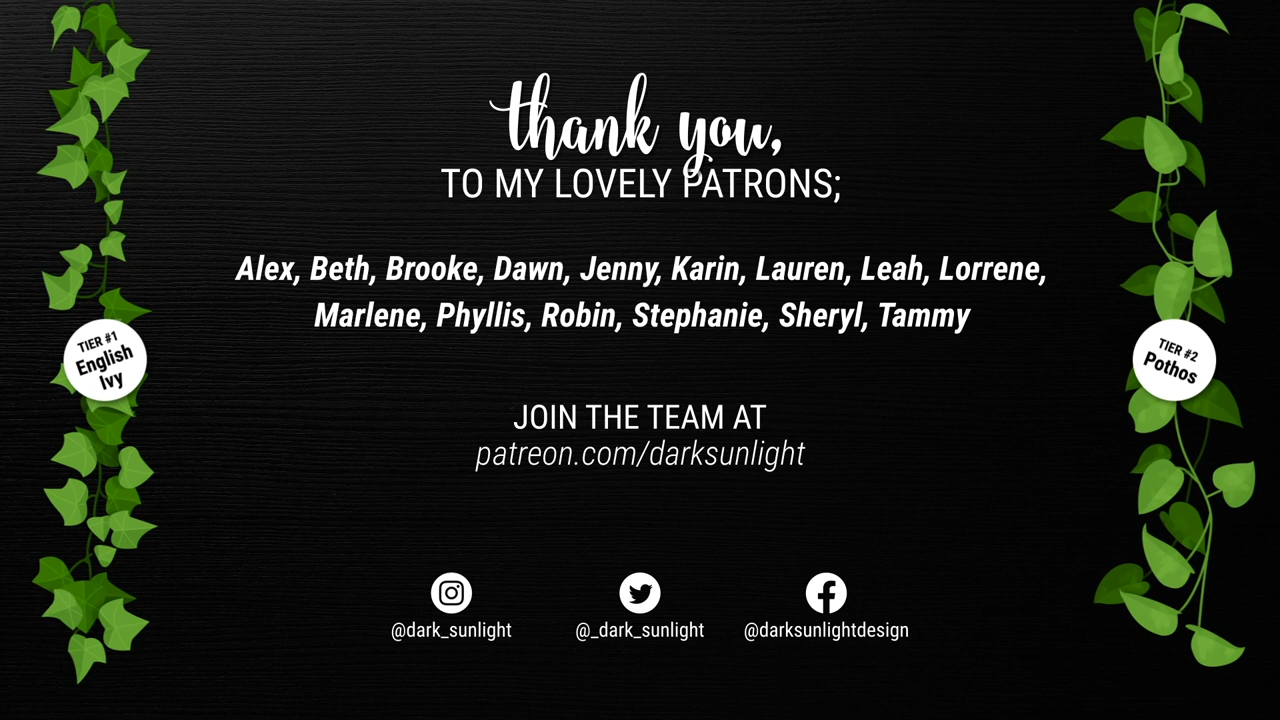 thank you,
TO MY LOVELY PATRONS;
Alex, Beth, Brooke, Dawn, Jenny, Karin, Lauren, Leah, Lorrene,
Marlene, Phyllis, Robin, Stephanie, Sheryl, Tammy
TIER #1
English
Ivy
TIER #2
Pothos
JOIN THE TEAM AT
patreon.com/darksunlight
@dark_sunlight
@_dark_sunlight
@darksunlightdesign